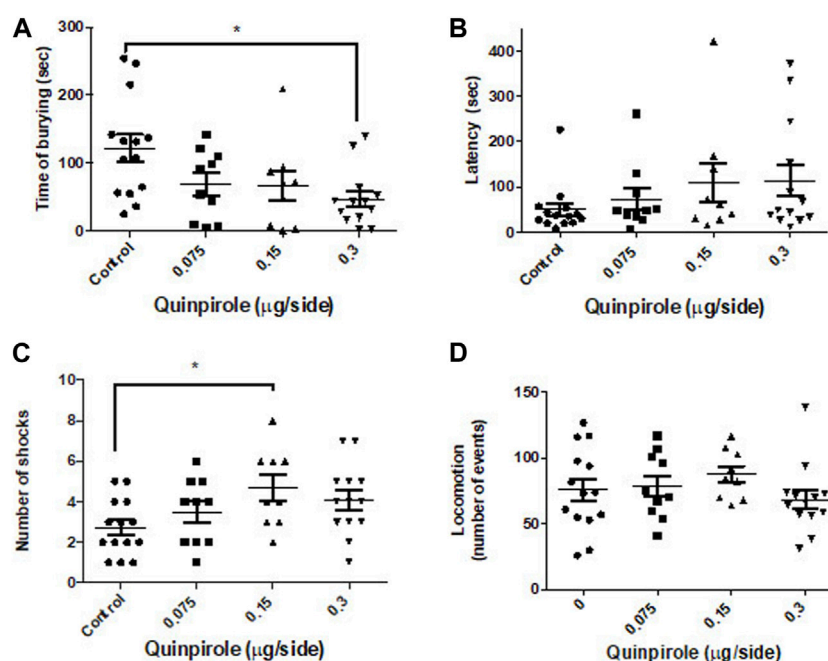 A
*
300
200
100
0
Time of burying (sec)
Control
0.075
0.15
0.3
Quinpirole (μg/side)
B
400
300
200
100
0
Latency (sec)
Control
0.075
0.15
0.3
Quinpirole (μg/side)
C
*
10
8
6
4
2
0
Number of shocks
Control
0.075
0.15
0.3
Quinpirole (μg/side)
D
150
100
50
0
Locomotion
(number of events)
0
0.075
0.15
0.3
Quinpirole (μg/side)